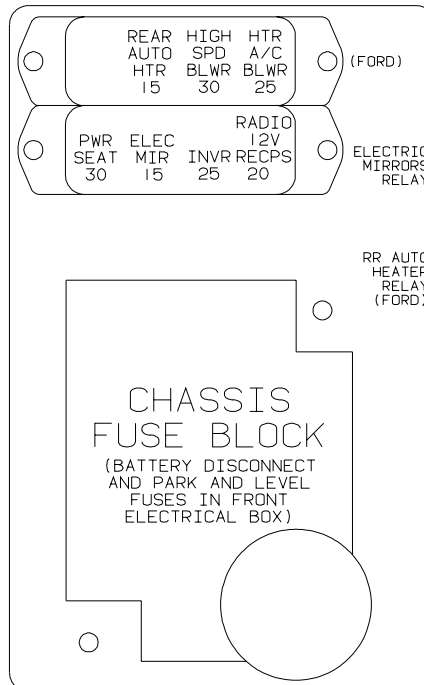 REAR AUTO HTR 15
HIGH SPD BLWR 30
HTR A/C BLWR 25
(FORD)
PWR SEAT 30
ELEC MIR 15
INVR 25
RADIO 12V RECPS 20
ELECTRIC
MIRRORS
RELAY
RR AUTO
HEATER
RELAY
(FORD)
CHASSIS
FUSE BLOCK
(BATTERY DISCONNECT
AND PARK AND LEVEL
FUSES IN FRONT
ELECTRICAL BOX)